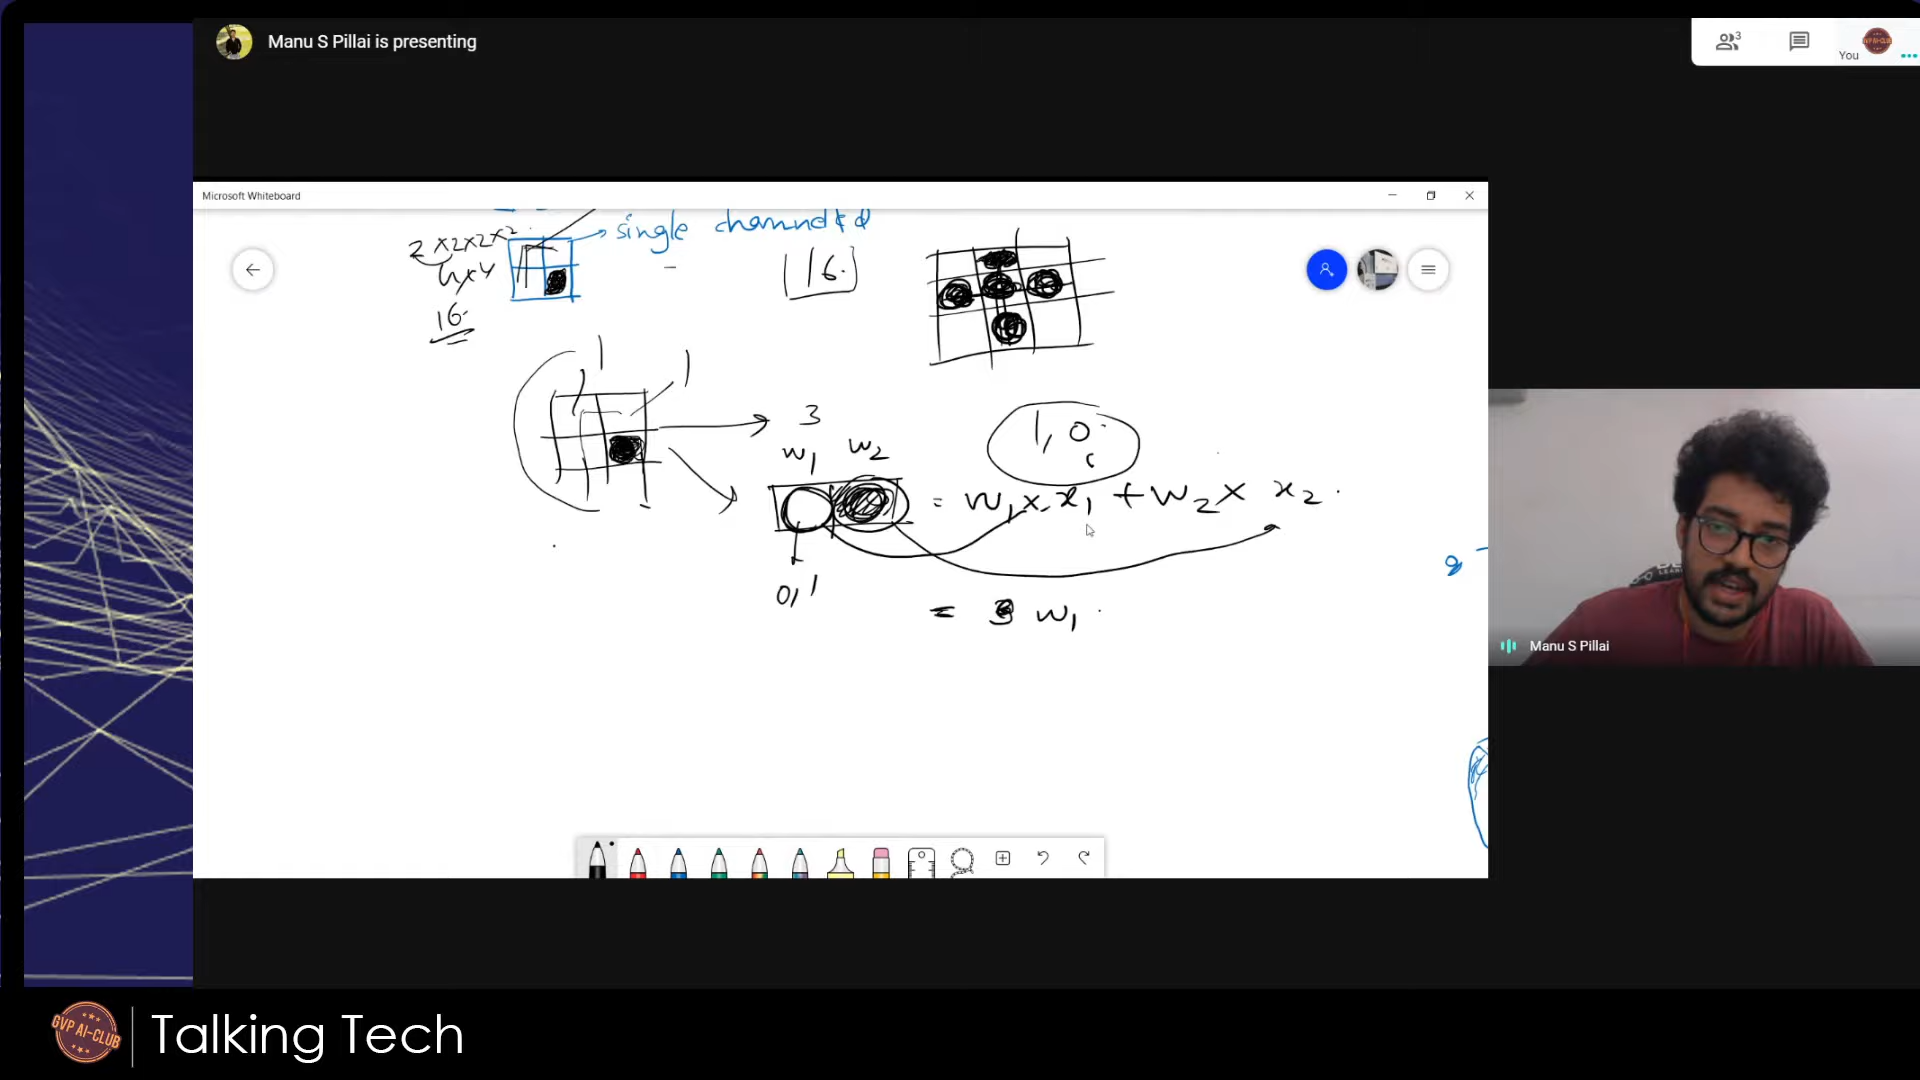 Manu S Pillai is presenting
3
You
Microsoft Whiteboard
single channeled
2x2x2x2
4x4
16.
16.
3
1, 0
w1 w2
= w1 x x1 + w2 x x2.
0, 1
= w1
Manu S Pillai
GVP AI-CLUB
Talking Tech